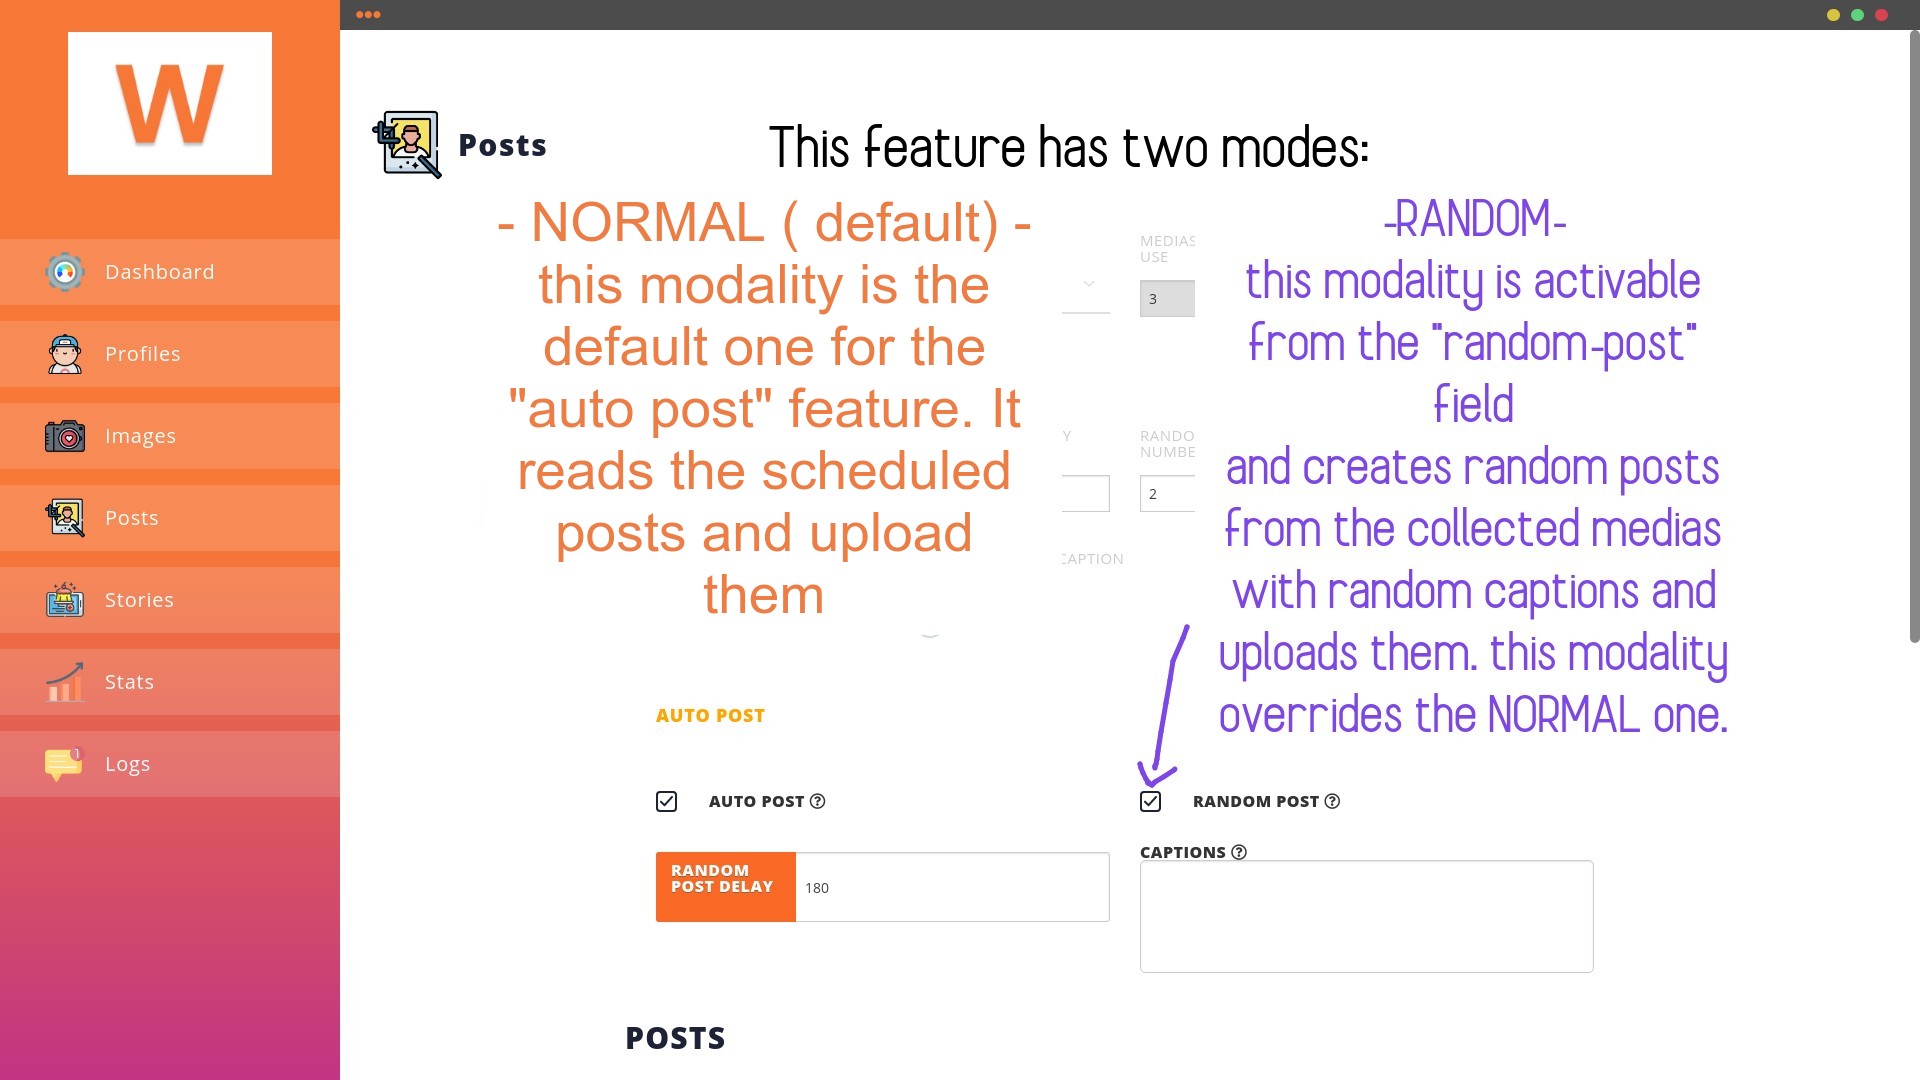 W
Dashboard
Profiles
Images
Posts
Stories
Stats
1
Logs
Posts
This feature has two modes:
- NORMAL ( default) -
this modality is the
default one for the
"auto post" feature. It
reads the scheduled
posts and upload
them
MEDIAS
USE
3
Y
RANDO
NUMBE
2
CAPTION
-RANDOM-
this modality is activable
from the "random-post"
field
and creates random posts
from the collected medias
with random captions and
uploads them. this modality
overrides the NORMAL one.
AUTO POST
AUTO POST ?
RANDOM POST ?
RANDOM
POST DELAY
180
CAPTIONS ?
POSTS